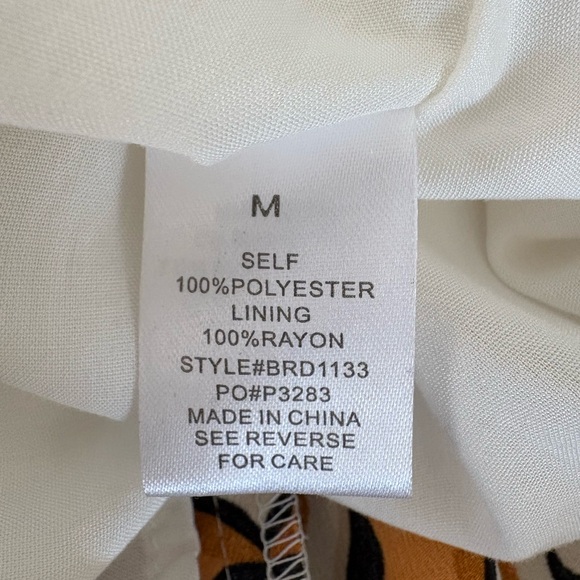 M
SELF
100%POLYESTER
LINING
100%RAYON
STYLE#BRD1133
PO#P3283
MADE IN CHINA
SEE REVERSE
FOR CARE